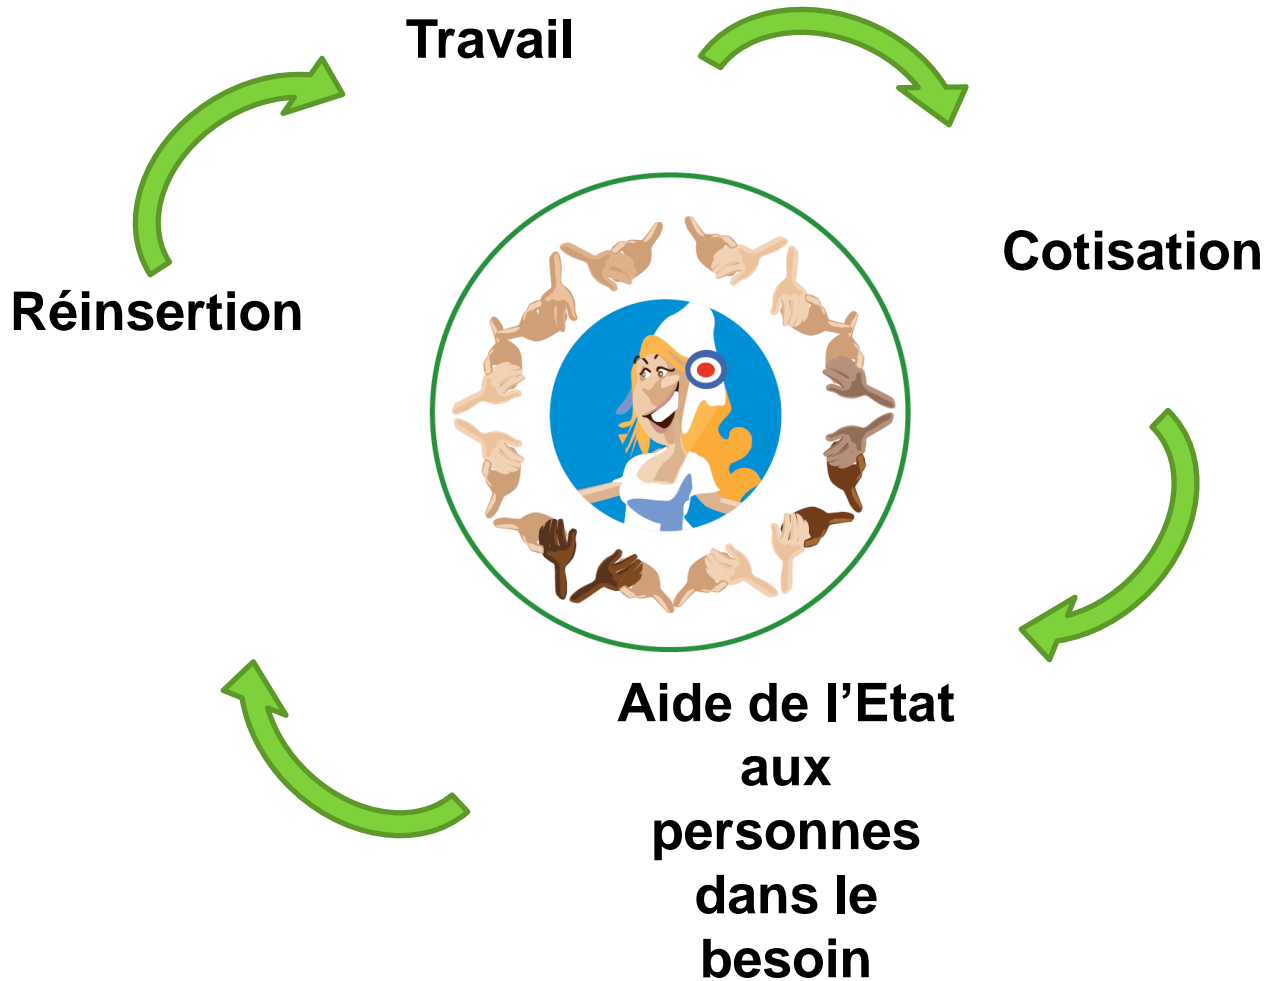 Travail
Cotisation
Réinsertion
Aide de l’Etat
aux
personnes
dans le
besoin